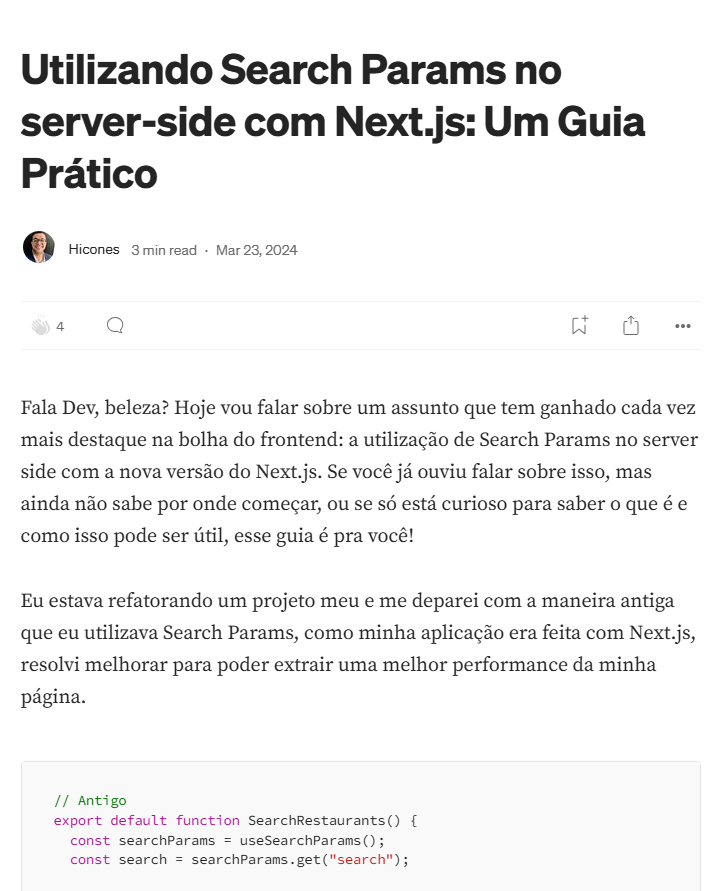 Utilizando Search Params no
server-side com Next.js: Um Guia
Prático
Hicones 3 min read · Mar 23, 2024
4
Fala Dev, beleza? Hoje vou falar sobre um assunto que tem ganhado cada vez
mais destaque na bolha do frontend: a utilização de Search Params no server
side com a nova versão do Next.js. Se você já ouviu falar sobre isso, mas
ainda não sabe por onde começar, ou se só está curioso para saber o que é e
como isso pode ser útil, esse guia é pra você!
Eu estava refatorando um projeto meu e me deparei com a maneira antiga
que eu utilizava Search Params, como minha aplicação era feita com Next.js,
resolvi melhorar para poder extrair uma melhor performance da minha
página.
// Antigo
export default function SearchRestaurants() {
const searchParams = useSearchParams();
const search = searchParams.get("search");